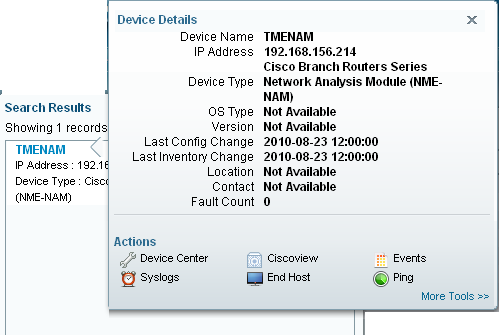 Device Details
Device Name TMENAM
IP Address 192.168.156.214
Cisco Branch Routers Series
Device Type Network Analysis Module (NME-
NAM)
OS Type Not Available
Version Not Available
Last Config Change 2010-08-23 12:00:00
Last Inventory Change 2010-08-23 12:00:00
Location Not Available
Contact Not Available
Fault Count 0
Actions
Device Center Ciscoview Events
Syslogs End Host Ping
More Tools >>
Search Results
Showing 1 records
TMENAM
IP Address : 192.16
Device Type : Cisc
(NME-NAM)